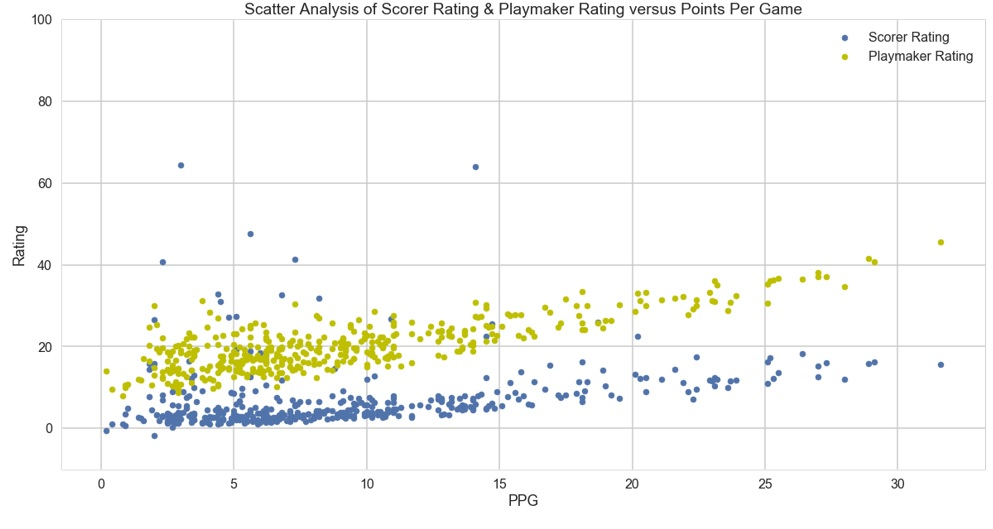 Scatter Analysis of Scorer Rating & Playmaker Rating versus Points Per Game
100
80
60
40
20
0
Rating
Scorer Rating
Playmaker Rating
0 5 10 15 20 25 30
PPG